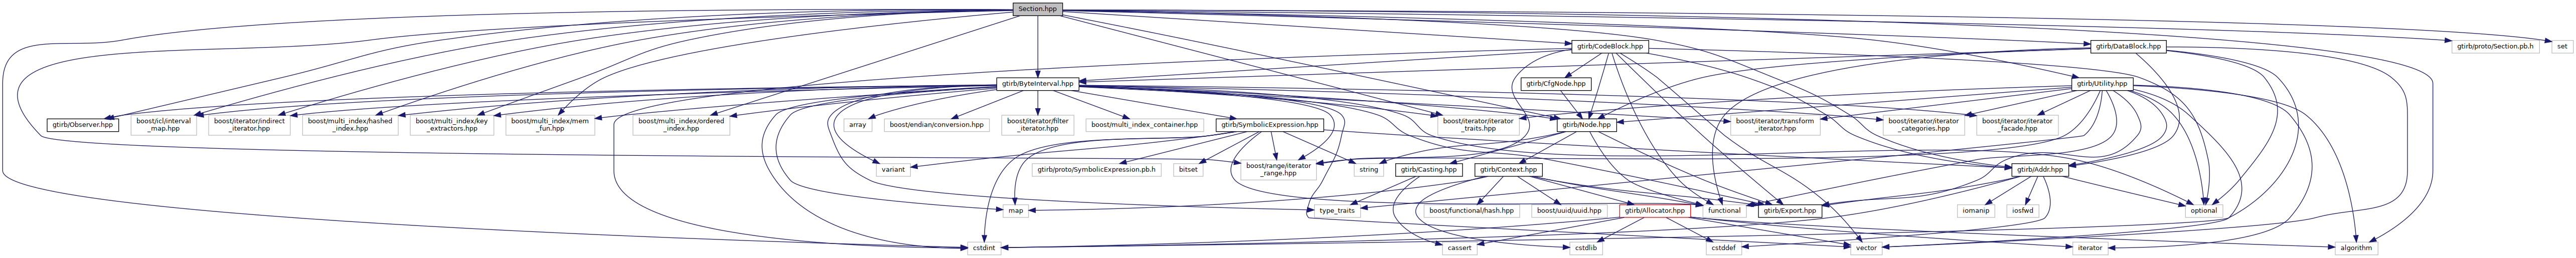 Section.hpp
gtirb/CodeBlock.hpp
gtirb/DataBlock.hpp
gtirb/proto/Section.pb.h
set
gtirb/ByteInterval.hpp
gtirb/CfgNode.hpp
gtirb/Utility.hpp
gtirb/Observer.hpp
boost/icl/interval
_map.hpp
boost/iterator/indirect
_iterator.hpp
boost/multi_index/hashed
_index.hpp
boost/multi_index/key
_extractors.hpp
boost/multi_index/mem
_fun.hpp
boost/multi_index/ordered
_index.hpp
array
boost/endian/conversion.hpp
boost/iterator/filter
_iterator.hpp
boost/multi_index_container.hpp
gtirb/SymbolicExpression.hpp
boost/iterator/iterator
_traits.hpp
gtirb/Node.hpp
boost/iterator/transform
_iterator.hpp
boost/iterator/iterator
_categories.hpp
boost/iterator/iterator
_facade.hpp
variant
gtirb/proto/SymbolicExpression.pb.h
bitset
boost/range/iterator
_range.hpp
string
gtirb/Casting.hpp
gtirb/Context.hpp
gtirb/Addr.hpp
map
type_traits
boost/functional/hash.hpp
boost/uuid/uuid.hpp
gtirb/Allocator.hpp
functional
gtirb/Export.hpp
iomanip
iosfwd
optional
cstdint
cassert
cstdlib
cstddef
vector
iterator
algorithm